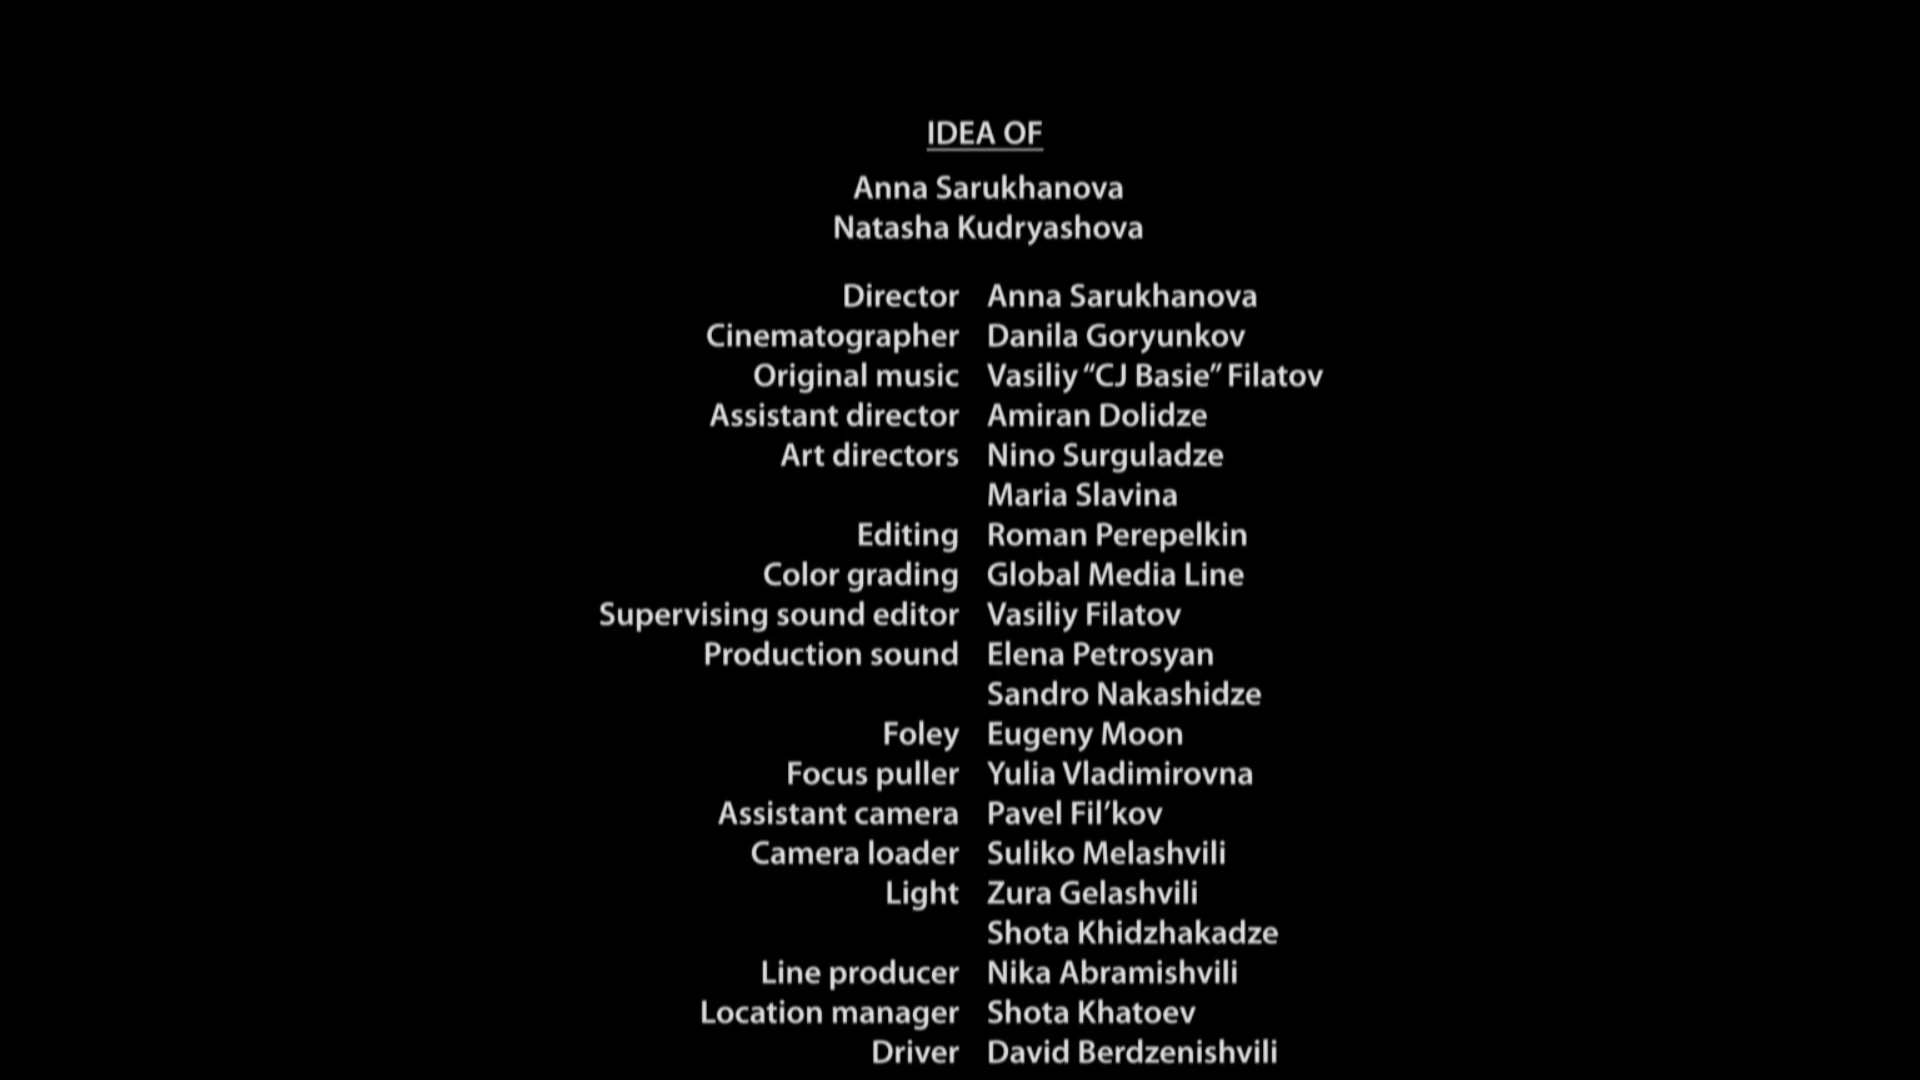 IDEA OF
Anna Sarukhanova
Natasha Kudryashova
Director Anna Sarukhanova
Cinematographer Danila Goryunkov
Original music Vasiliy “CJ Basie” Filatov
Assistant director Amiran Dolidze
Art directors Nino Surguladze
Maria Slavina
Editing Roman Perepelkin
Color grading Global Media Line
Supervising sound editor Vasiliy Filatov
Production sound Elena Petrosyan
Sandro Nakashidze
Foley Eugeny Moon
Focus puller Yulia Vladimirovna
Assistant camera Pavel Fil’kov
Camera loader Suliko Melashvili
Light Zura Gelashvili
Shota Khidzhakadze
Line producer Nika Abramishvili
Location manager Shota Khatoev
Driver David Berdzenishvili